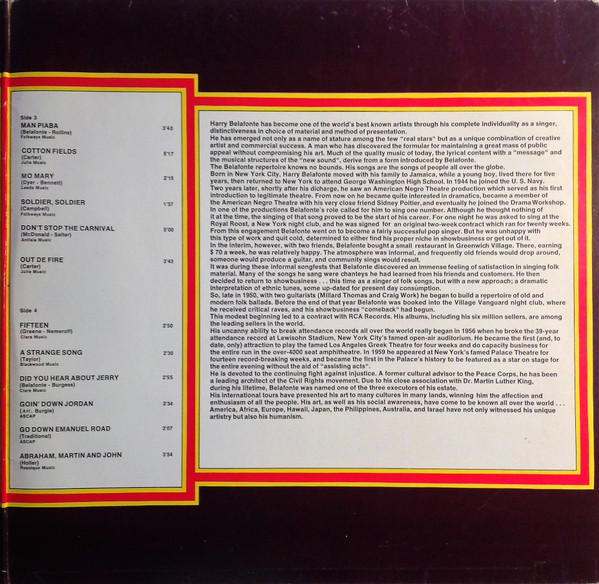 Side 3
MAN PIABA 3'40
(Belafonte - Rollins)
Folkways Music
COTTON FIELDS 5'17
(Carter)
Julie Music
MO MARY 2'15
(Dyer - Bennett)
Leeds Music
SOLDIER, SOLDIER 1'37
(Campbell)
Folkways Music
DON'T STOP THE CARNIVAL 5'00
(McDonald - Salter)
Antisia Music
OUT DE FIRE 3'43
(Carter)
Julie Music
Side 4
FIFTEEN 2'50
(Greene - Nemeroff)
Clara Music
A STRANGE SONG 2'30
(Taylor)
Blackwood Music
DID YOU HEAR ABOUT JERRY 2'55
(Belafonte - Burgess)
Clara Music
GOIN' DOWN JORDAN 2'34
(Arr. Burgie)
ASCAP
GO DOWN EMANUEL ROAD 2'07
(Traditional)
ASCAP
ABRAHAM, MARTIN AND JOHN 3'54
(Holler)
Roznique Music
Harry Belafonte has become one of the world's best known artists through his complete individuality as a singer,
distinctiveness in choice of material and method of presentation.
He has emerged not only as a name of stature among the few "real stars" but as a unique combination of creative
artist and commercial success. A man who has discovered the formular for maintaining a great mass of public
appeal without compromising his art. Much of the quality music of today, the lyrical content with a "message" and
the musical structures of the "new sound", derive from a form introduced by Belafonte.
The Belafonte repertoire knows no bounds. His songs are the songs of people all over the globe.
Born in New York City, Harry Belafonte moved with his family to Jamaica, while a young boy, lived there for five
years, then returned to New York to attend George Washington High School. In 1944 he joined the U. S. Navy.
Two years later, shortly after his discharge, he saw an American Negro Theatre production which served as his first
introduction to legitimate theatre. From now on he became quite interested in dramatics, became a member of
the American Negro Theatre with his very close friend Sidney Poitier, and eventually he joined the Drama Workshop.
In one of the productions Belafonte's role called for him to sing one number. Although he thought nothing of
it at the time, the singing of that song proved to be the start of his career. For one night he was asked to sing at the
Royal Roost, a New York night club, and he was signed for an original two-week contract which ran for twenty weeks.
From this engagement Belafonte went on to become a fairly successful pop singer. But he was unhappy with
this type of work and quit cold, determined to either find his proper niche in showbusiness or get out of it.
In the interim, however, with two friends, Belafonte bought a small restaurant in Greenwich Village. There, earning
$ 70 a week, he was relatively happy. The atmosphere was informal, and frequently old friends would drop around,
someone would produce a guitar, and community sings would result.
It was during these informal songfests that Belafonte discovered an immense feeling of satisfaction in singing folk
material. Many of the songs he sang were chanteys he had learned from his friends and customers. He then
decided to return to showbusiness . . . this time as a singer of folk songs, but with a new approach; a dramatic
interpretation of ethnic tunes, some up-dated for present day consumption.
So, late in 1950, with two guitarists (Millard Thomas and Craig Work) he began to build a repertoire of old and
modern folk ballads. Before the end of that year Belafonte was booked into the Village Vanguard night club, where
he received critical raves, and his showbusiness "comeback" had begun.
This modest beginning led to a contract with RCA Records. His albums, including his six million sellers, are among
the leading sellers in the world.
His uncanny ability to break attendance records all over the world really began in 1956 when he broke the 39-year
attendance record at Lewisohn Stadium, New York City's famed open-air auditorium. He became the first (and, to
date, only) attraction to play the famed Los Angeles Greek Theatre for four weeks and do capacity business for
the entire run in the over-4000 seat amphitheatre. In 1959 he appeared at New York's famed Palace Theatre for
fourteen record-breaking weeks, and became the first in the Palace's history to be featured as a star on stage for
the entire evening without the aid of "assisting acts".
He is devoted to the continuing fight against injustice. A former cultural advisor to the Peace Corps, he has been
a leading architect of the Civil Rights movement. Due to his close association with Dr. Martin Luther King,
during his lifetime, Belafonte was named one of the three executors of his estate.
His international tours have presented his art to many cultures in many lands, winning him the affection and
enthusiasm of all the people. His art, as well as his social awareness, have come to be known all over the world . . .
America, Africa, Europe, Hawaii, Japan, the Philippines, Australia, and Israel have not only witnessed his unique
artistry but also his humanism.